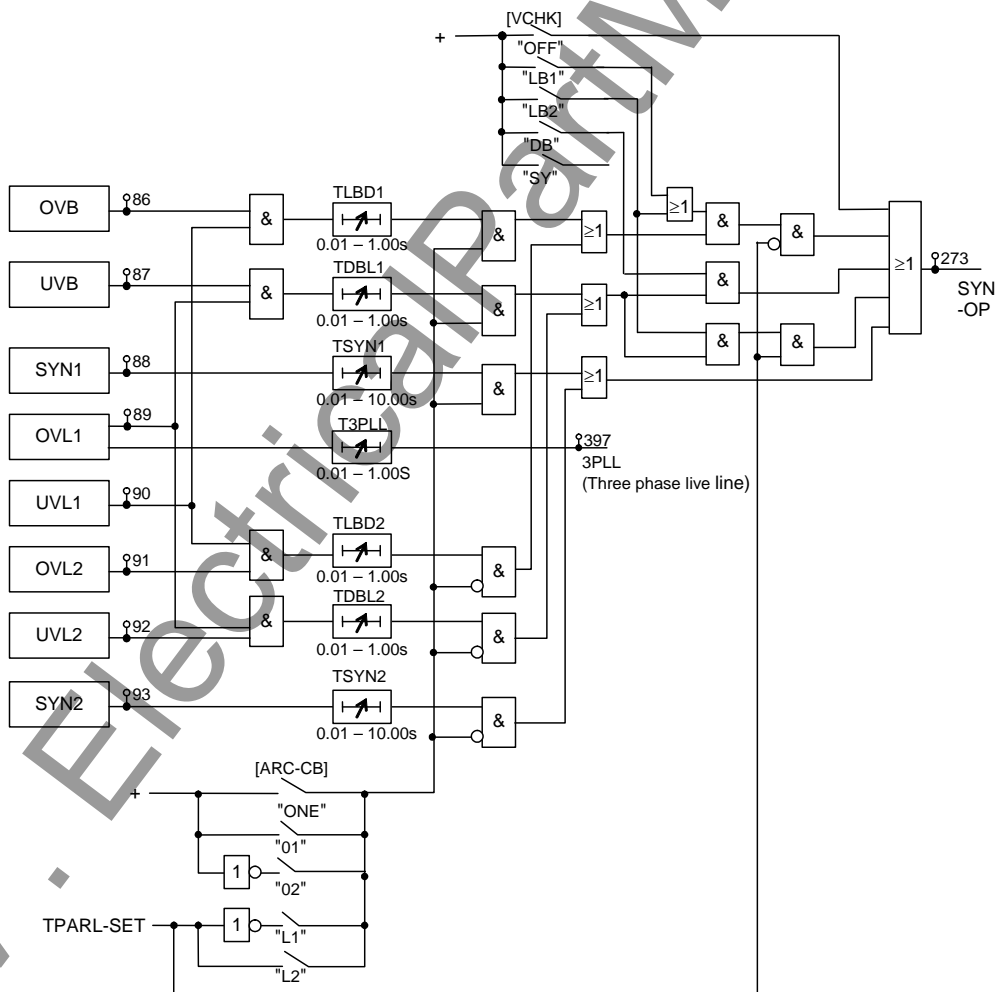 [VCHK]
+
"OFF"
"LB1"
"LB2"
"DB"
"SY"
OVB
86
&
TLBD1
0.01 – 1.00s
&
≥1
≥1
&
&
≥1
273
SYN
-OP
UVB
87
&
TDBL1
0.01 – 1.00s
&
≥1
&
SYN1
88
TSYN1
0.01 – 10.00s
&
≥1
&
&
OVL1
89
T3PLL
0.01 – 1.00S
397
3PLL
(Three phase live line)
UVL1
90
OVL2
91
&
TLBD2
0.01 – 1.00s
&
UVL2
92
&
TDBL2
0.01 – 1.00s
&
SYN2
93
TSYN2
0.01 – 10.00s
&
[ARC-CB]
+
"ONE"
"01"
1
"02"
TPARL-SET
1
"L1"
"L2"